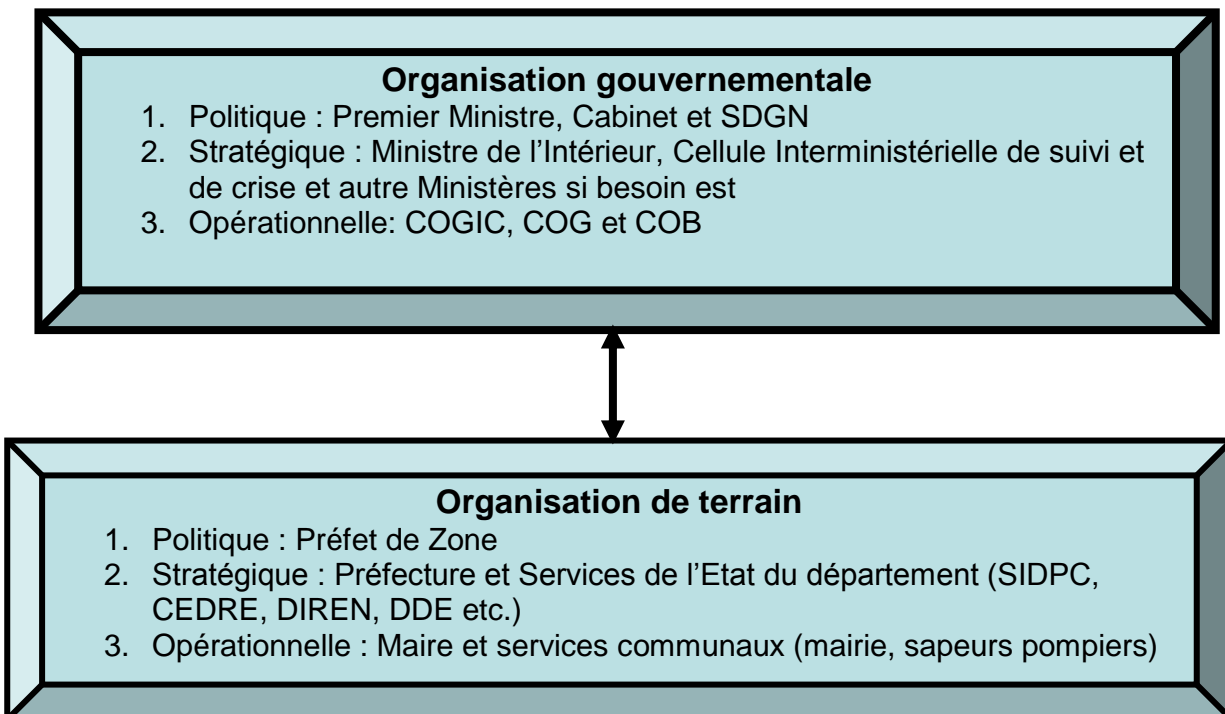 Organisation gouvernementale
1. Politique : Premier Ministre, Cabinet et SDGN
2. Stratégique : Ministre de l’Intérieur, Cellule Interministérielle de suivi et
de crise et autre Ministères si besoin est
3. Opérationnelle: COGIC, COG et COB
Organisation de terrain
1. Politique : Préfet de Zone
2. Stratégique : Préfecture et Services de l’Etat du département (SIDPC,
CEDRE, DIREN, DDE etc.)
3. Opérationnelle : Maire et services communaux (mairie, sapeurs pompiers)